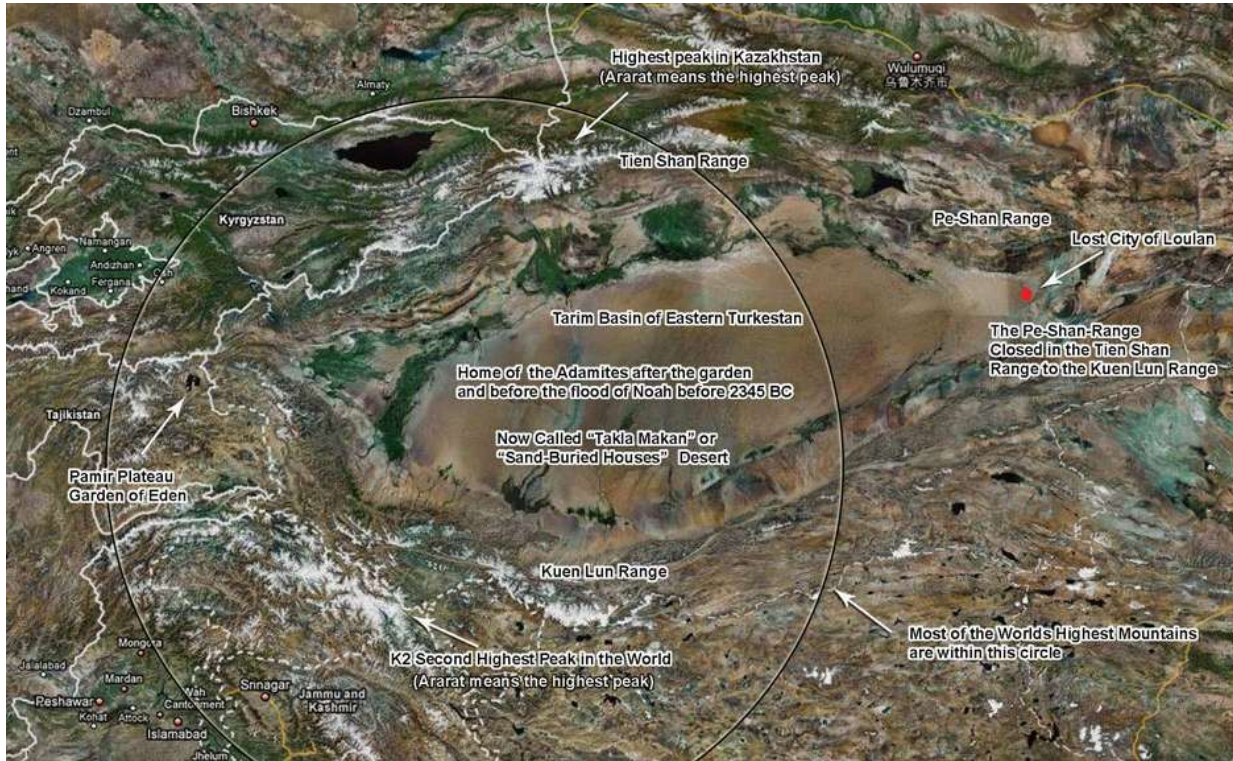 Highest peak in Kazakhstan
(Ararat means the highest peak)
Wulumuqi
乌鲁木齐市
Almaty
Dzambul
Bishkek
Tien Shan Range
Kyrgyzstan
Pe-Shan Range
Lost City of Loulan
Namangan
Angren
Andizhan
Osh
Kokand
Fergana
Tarim Basin of Eastern Turkestan
The Pe-Shan-Range
Closed in the Tien Shan
Range to the Kuen Lun Range
Home of the Adamites after the garden
and before the flood of Noah before 2345 BC
Tajikistan
Now Called "Takla Makan" or
"Sand-Buried Houses" Desert
Pamir Plateau
Garden of Eden
Kuen Lun Range
Most of the Worlds Highest Mountains
are within this circle
K2 Second Highest Peak in the World
(Ararat means the highest peak)
Mongora
Jalalabad
Mardan
Peshawar
Wah
Cantonment
Srinagar
Jammu and
Kashmir
Kohat
Attock
Islamabad
Jhelum